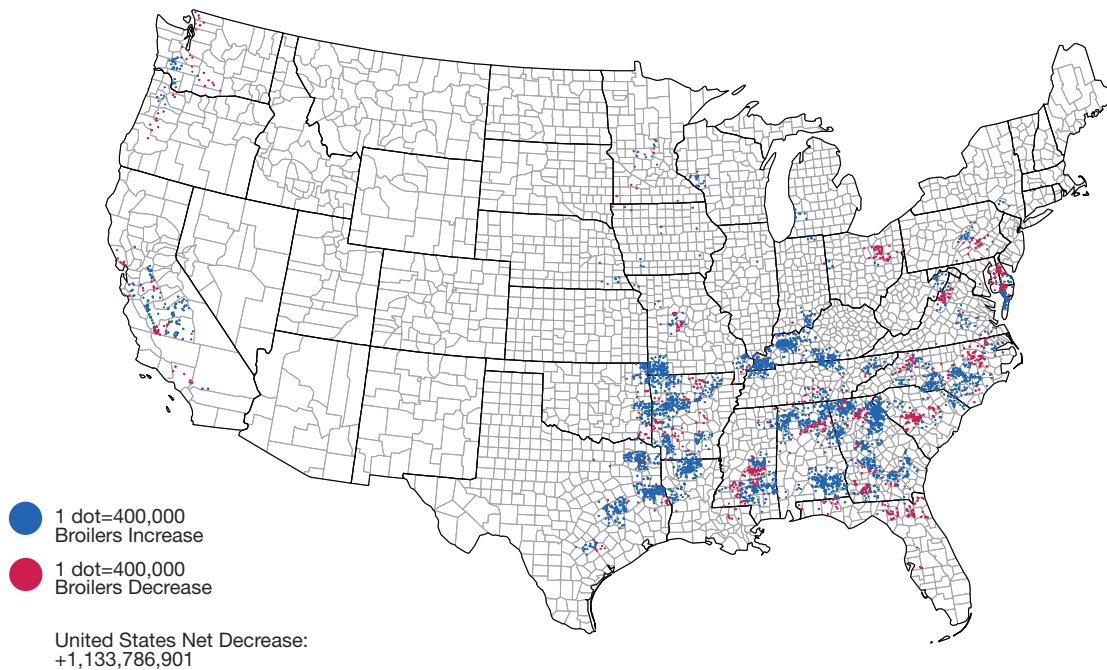 1 dot=400,000
Broilers Increase
1 dot=400,000
Broilers Decrease
United States Net Decrease:
+1,133,786,901